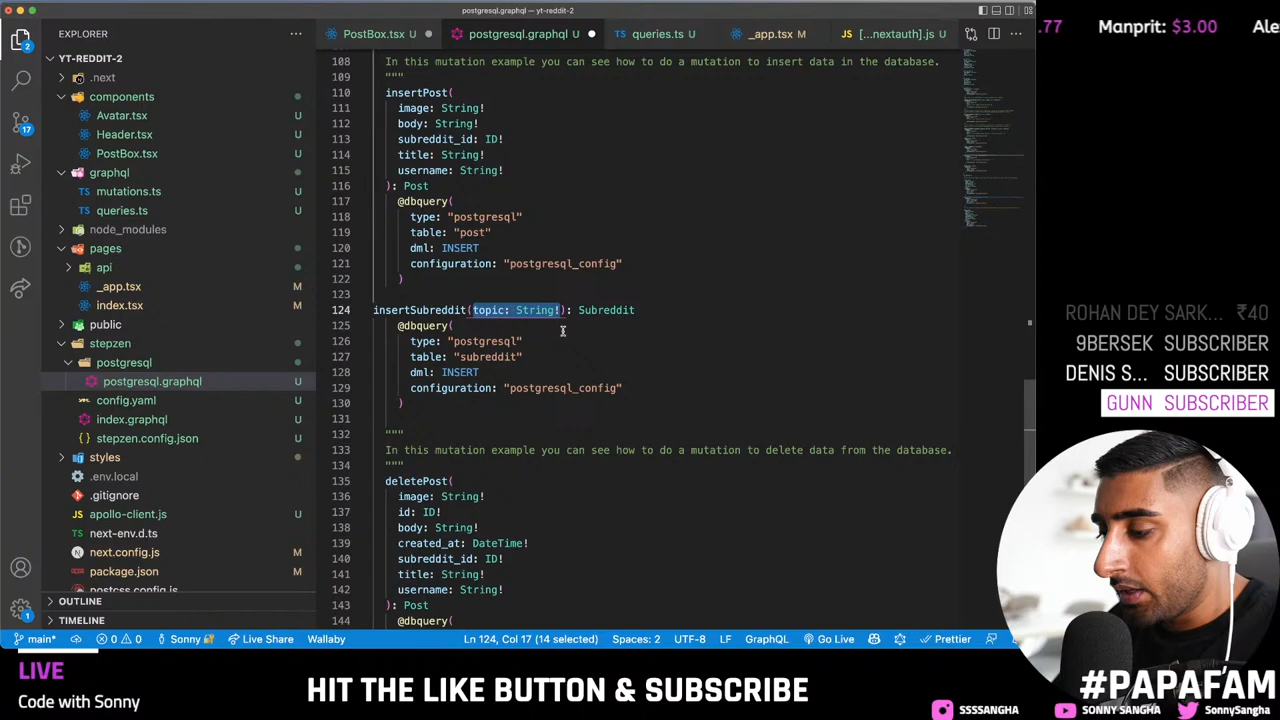 postgresql.graphql — yt-reddit-2
EXPLORER
YT-REDDIT-2
.next
components
Avatar.tsx
Header.tsx
PostBox.tsx U
graphql
TS mutations.ts U
TS queries.ts U
node_modules
pages
api
_app.tsx M
index.tsx
public
stepzen
postgresql
postgresql.graphql U
config.yaml U
index.graphql U
stepzen.config.json U
styles
.env.local
.gitignore
JS apollo-client.js U
next-env.d.ts
next.config.js M
package.json M
postcss.config.js
OUTLINE
TIMELINE
2
17
1
PostBox.tsx U
postgresql.graphql U
TS queries.ts U
_app.tsx M
JS [...nextauth].js U
108 In this mutation example you can see how to do a mutation to insert data in the database.
109 """
110 insertPost(
111 image: String!
112 body: String!
113 subreddit_id: ID!
114 title: String!
115 username: String!
116 ): Post
117 @dbquery(
118 type: "postgresql"
119 table: "post"
120 dml: INSERT
121 configuration: "postgresql_config"
122 )
123
124 insertSubreddit(topic: String!): Subreddit
125 @dbquery(
126 type: "postgresql"
127 table: "subreddit"
128 dml: INSERT
129 configuration: "postgresql_config"
130 )
131
132 """
133 In this mutation example you can see how to do a mutation to delete data from the database.
134 """
135 deletePost(
136 image: String!
137 id: ID!
138 body: String!
139 created_at: DateTime!
140 subreddit_id: ID!
141 title: String!
142 username: String!
143 ): Post
144 @dbquery(
main* 0 0 Sonny Live Share Wallaby Ln 124, Col 17 (14 selected) Spaces: 2 UTF-8 LF GraphQL Go Live Prettier
.77 Manprit: $3.00 Ale
ROHAN DEY SARK... ₹40
9BERSEK SUBSCRIBER
DENIS S... SUBSCRIBER
GUNN SUBSCRIBER
LIVE
Code with Sonny
HIT THE LIKE BUTTON & SUBSCRIBE
#PAPAFAM
SSSSANGHA SONNY SANGHA SonnySangha